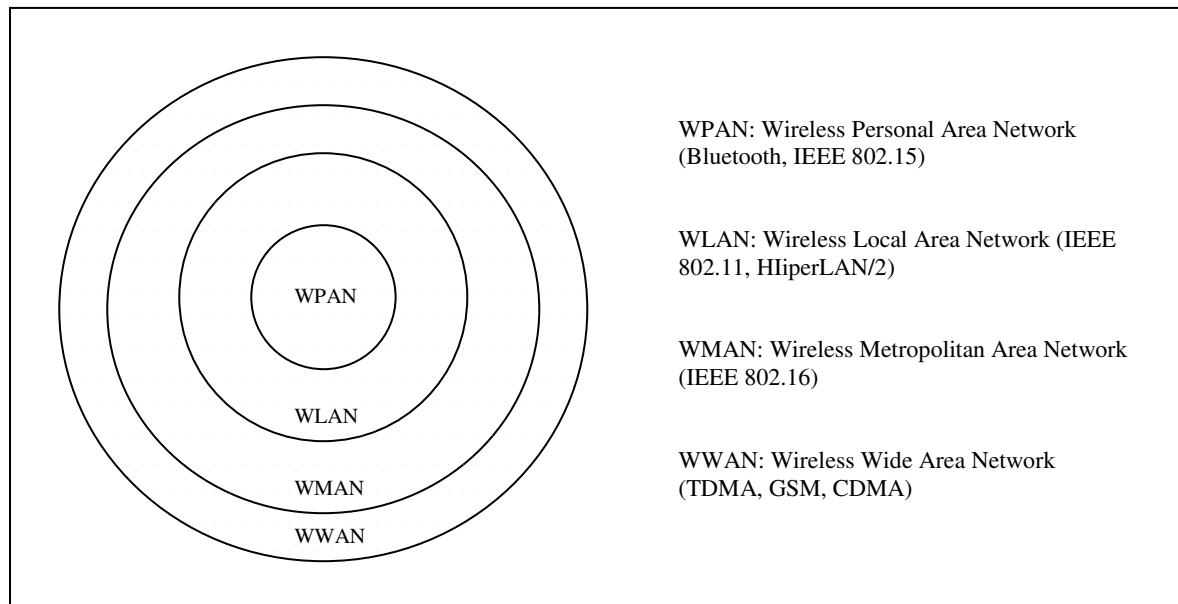 WPAN
WLAN
WMAN
WWAN
WPAN: Wireless Personal Area Network
(Bluetooth, IEEE 802.15)
WLAN: Wireless Local Area Network (IEEE
802.11, HIiperLAN/2)
WMAN: Wireless Metropolitan Area Network
(IEEE 802.16)
WWAN: Wireless Wide Area Network
(TDMA, GSM, CDMA)